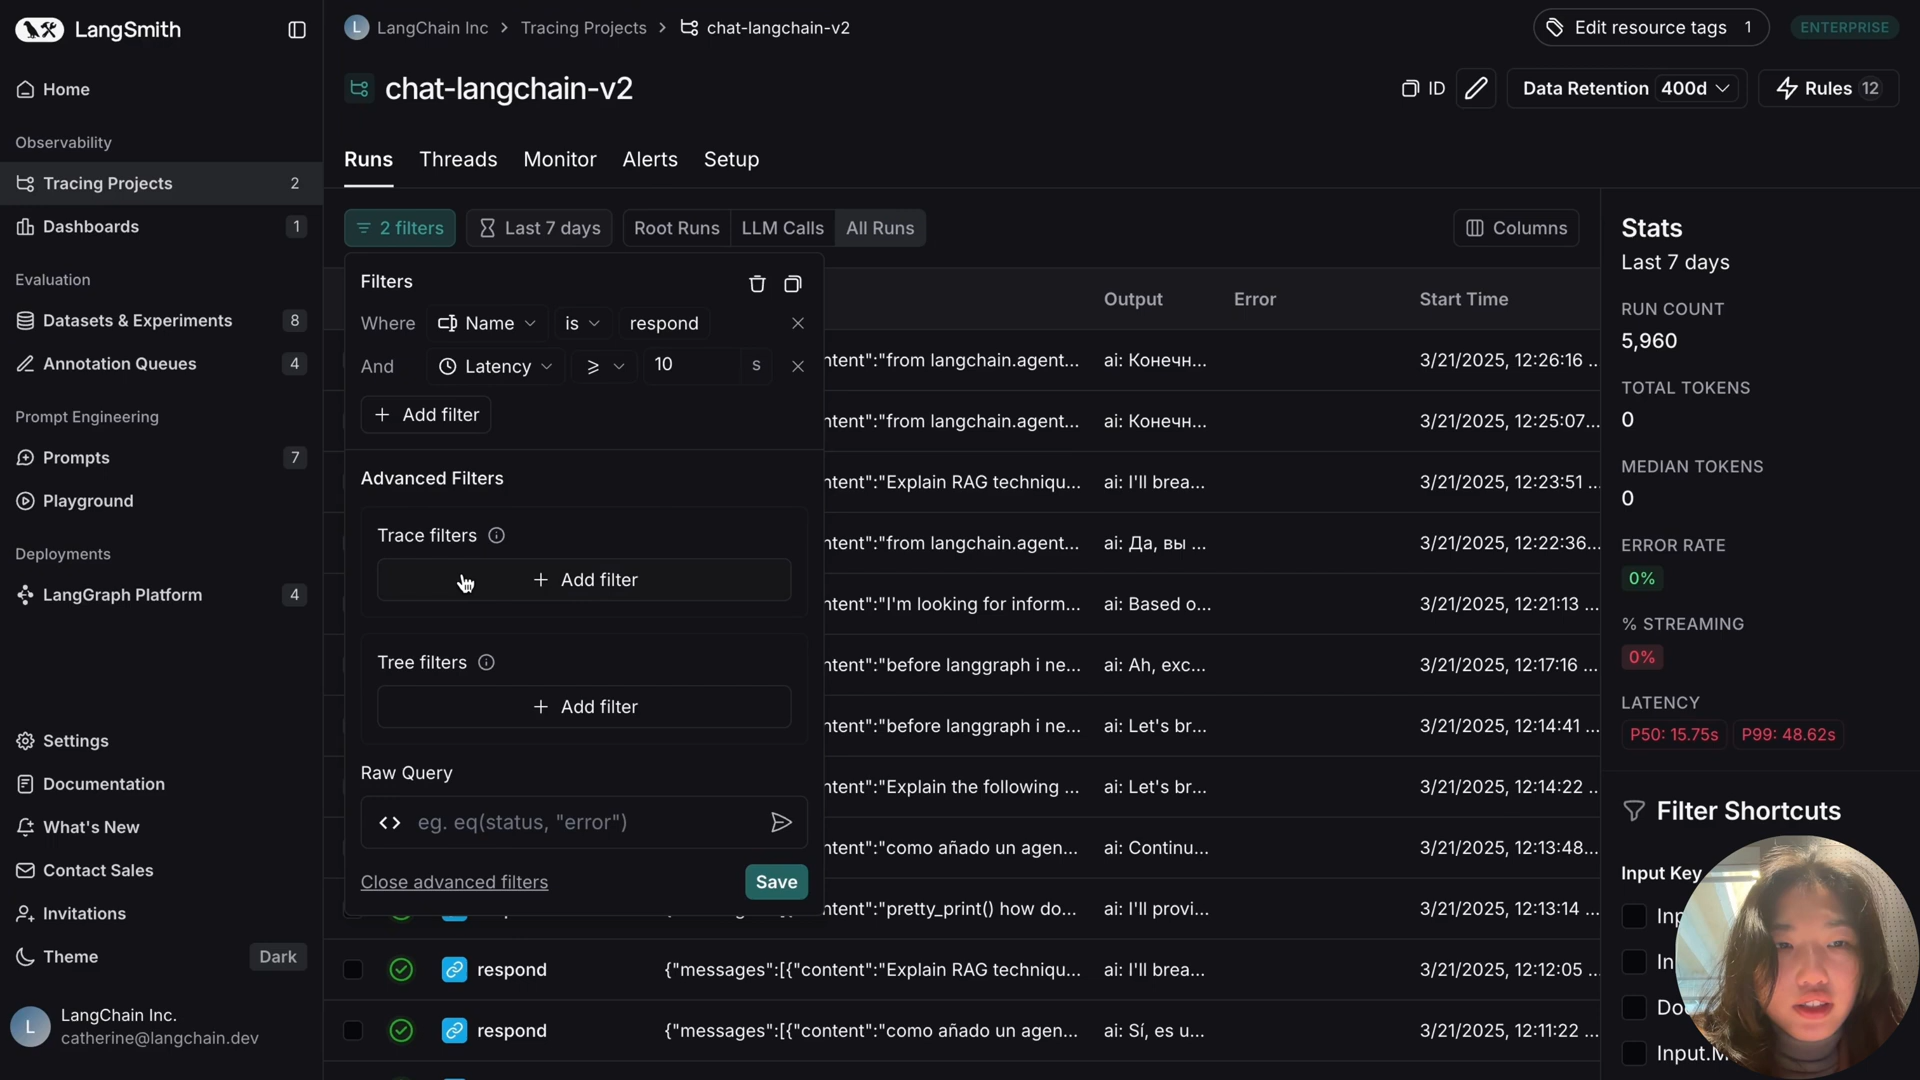 LangSmith
Home
Observability
Tracing Projects 2
Dashboards 1
Evaluation
Datasets & Experiments 8
Annotation Queues 4
Prompt Engineering
Prompts 7
Playground
Deployments
LangGraph Platform 4
Settings
Documentation
What's New
Contact Sales
Invitations
Theme Dark
L LangChain Inc.
catherine@langchain.dev
L LangChain Inc > Tracing Projects > chat-langchain-v2
Edit resource tags 1 ENTERPRISE
chat-langchain-v2
ID Data Retention 400d Rules 12
Runs Threads Monitor Alerts Setup
2 filters Last 7 days Root Runs LLM Calls All Runs Columns
Filters
Where Name is respond
And Latency ≥ 10 s
+ Add filter
Advanced Filters
Trace filters
+ Add filter
Tree filters
+ Add filter
Raw Query
<> eg. eq(status, "error")
Close advanced filters Save
Output Error Start Time
ntent":"from langchain.agent... ai: Конечн... 3/21/2025, 12:26:16 ..
ntent":"from langchain.agent... ai: Конечн... 3/21/2025, 12:25:07...
ntent":"Explain RAG techniqu... ai: I'll brea... 3/21/2025, 12:23:51 ..
ntent":"from langchain.agent... ai: Да, вы ... 3/21/2025, 12:22:36...
ntent":"I'm looking for inform... ai: Based o... 3/21/2025, 12:21:13 ...
ntent":"before langgraph i ne... ai: Ah, exc... 3/21/2025, 12:17:16 ...
ntent":"before langgraph i ne... ai: Let's br... 3/21/2025, 12:14:41 ...
ntent":"Explain the following ... ai: Let's br... 3/21/2025, 12:14:22 ...
ntent":"como añado un agen... ai: Continu... 3/21/2025, 12:13:48...
ntent":"pretty_print() how do... ai: I'll provi... 3/21/2025, 12:13:14 ...
respond {"messages":[{"content":"Explain RAG techniqu... ai: I'll brea... 3/21/2025, 12:12:05 ...
respond {"messages":[{"content":"como añado un agen... ai: Sí, es u... 3/21/2025, 12:11:22 ...
Stats
Last 7 days
RUN COUNT
5,960
TOTAL TOKENS
0
MEDIAN TOKENS
0
ERROR RATE
0%
% STREAMING
0%
LATENCY
P50: 15.75s P99: 48.62s
Filter Shortcuts
Input Key